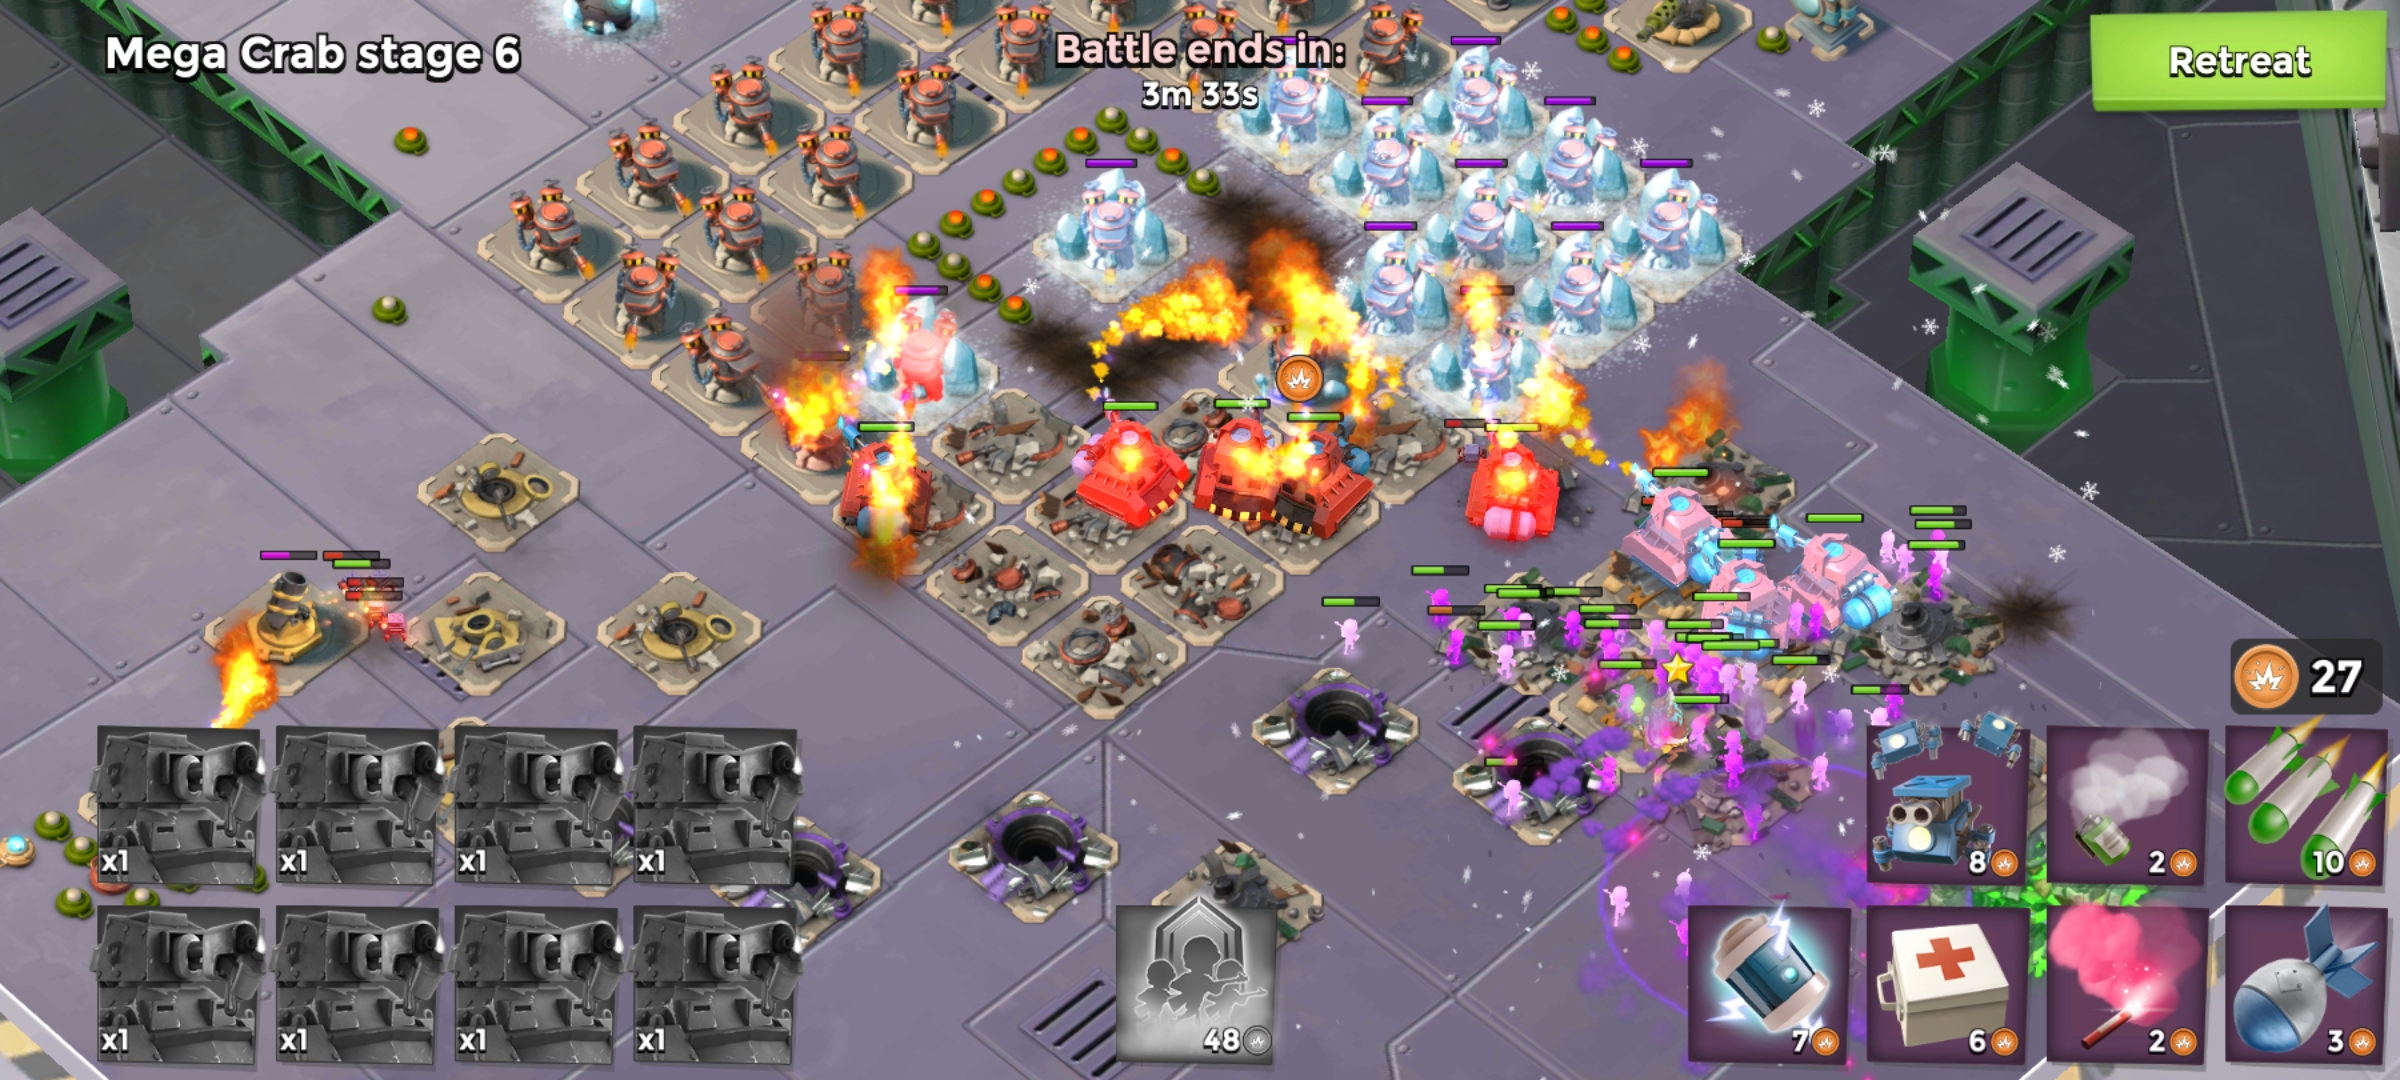 Mega Crab stage 6
Battle ends in:
3m 33s
Retreat
27
x1
x1
x1
x1
8
2
10
x1
x1
x1
x1
48
7
6
2
3